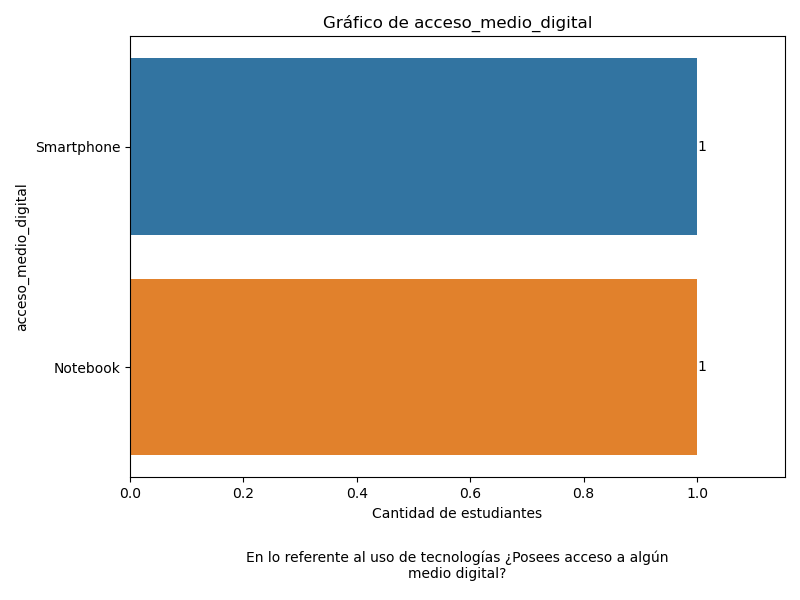 Gráfico de acceso_medio_digital
acceso_medio_digital
Smartphone
1
Notebook
1
0.0 0.2 0.4 0.6 0.8 1.0
Cantidad de estudiantes
En lo referente al uso de tecnologías ¿Posees acceso a algún
medio digital?